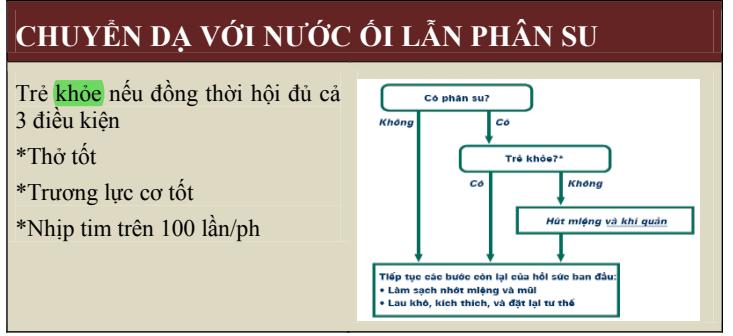 CHUYỂN DẠ VỚI NƯỚC ỐI LẪN PHÂN SU
Trẻ khỏe nếu đồng thời hội đủ cả
3 điều kiện
*Thở tốt
*Trương lực cơ tốt
*Nhịp tim trên 100 lần/ph
Có phân su?
Không
Có
Trẻ khỏe?*
Có
Không
Hút miệng và khí quản
Tiếp tục các bước còn lại của hồi sức ban đầu:
• Làm sạch nhớt miệng và mũi
• Lau khô, kích thích, và đặt lại tư thế